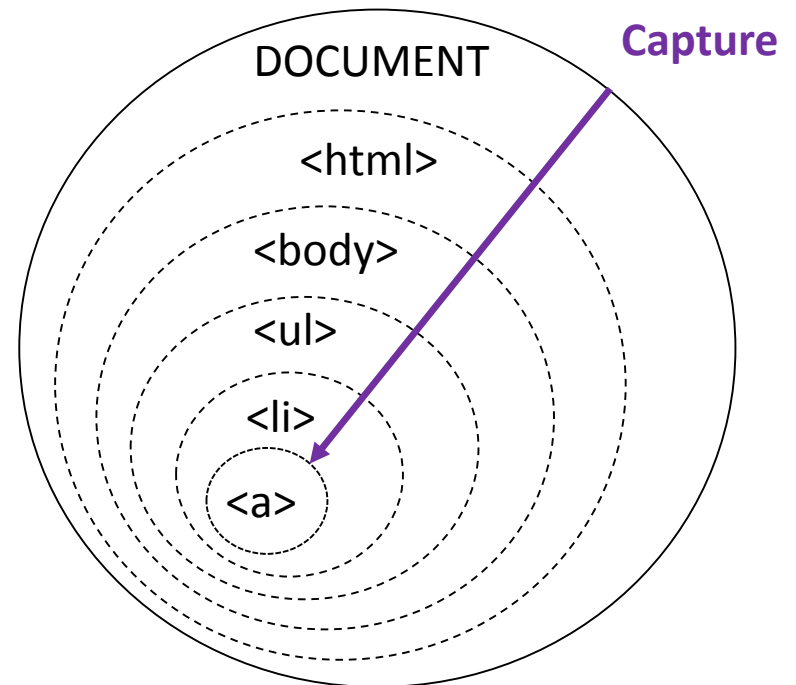 Capture
DOCUMENT
<html>
<body>
<ul>
<li>
<a>